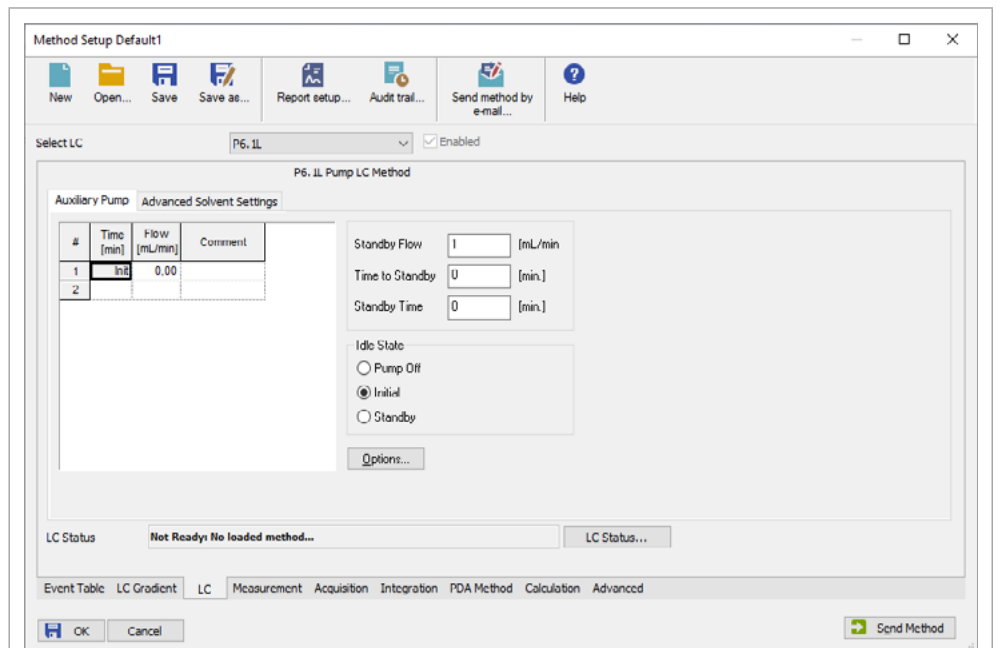 Method Setup Default1
New Open... Save Save as... Report setup... Audit trail... Send method by e-mail... Help
Select LC P6.1L Enabled
P6.1L Pump LC Method
Auxiliary Pump Advanced Solvent Settings
# Time [min] Flow [mL/min] Comment
1 Init 0.00
2
Standby Flow 1 [mL/min
Time to Standby 0 [min.]
Standby Time 0 [min.]
Idle State
Pump Off
Initial
Standby
Options...
LC Status Not Ready: No loaded method... LC Status...
Event Table LC Gradient LC Measurement Acquisition Integration PDA Method Calculation Advanced
OK Cancel Send Method